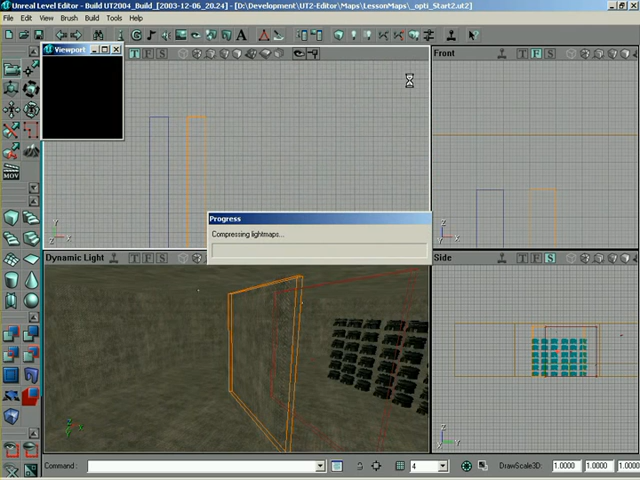 Unreal Level Editor - Build UT2004_Build_[2003-12-06_20.24] - [D:\Development\UT2-Editor\Maps\LessonMaps\_opti_Start2.ut2]
File Edit View Brush Build Tools Help
Viewport
T F S
T F S
Front
MOV
Progress
Compressing lightmaps...
Dynamic Light
T F S
T F S
Side
Command:
4
DrawScale3D: 1.0000 1.0000 1.000